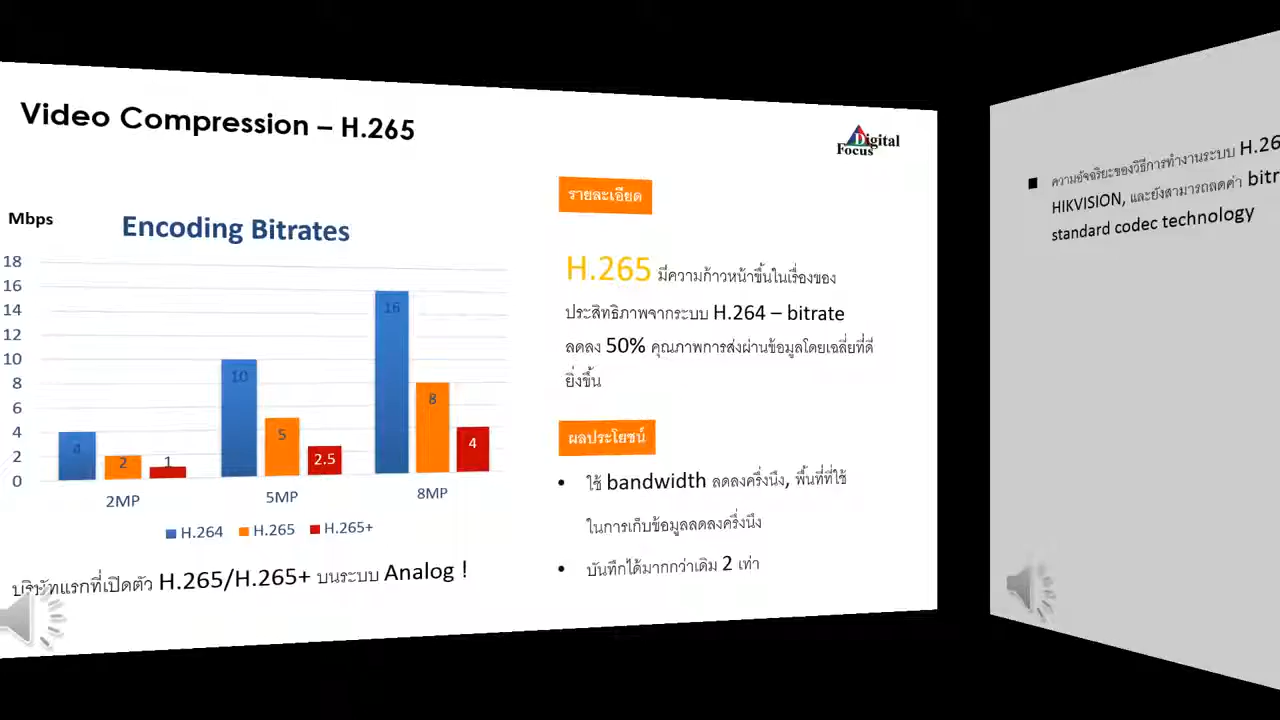 Video Compression – H.265
Digital
Focus
Mbps
Encoding Bitrates
18
16
14
12
10
8
6
4
2
0
4
2
1
10
5
2.5
16
8
4
2MP
5MP
8MP
H.264
H.265
H.265+
บริษัทแรกที่เปิดตัว H.265/H.265+ บนระบบ Analog !
รายละเอียด
H.265 มีความก้าวหน้าขึ้นในเรื่องของ
ประสิทธิภาพจากระบบ H.264 – bitrate
ลดลง 50% คุณภาพการส่งผ่านข้อมูลโดยเฉลี่ยที่ดี
ยิ่งขึ้น
ผลประโยชน์
• ใช้ bandwidth ลดลงครึ่งนึง, พื้นที่ที่ใช้
ในการเก็บข้อมูลลดลงครึ่งนึง
• บันทึกได้มากกว่าเดิม 2 เท่า
ความอัจฉริยะของวิธีการทำงานระบบ H.26
HIKVISION, และยังสามารถลดค่า bitr
standard codec technology